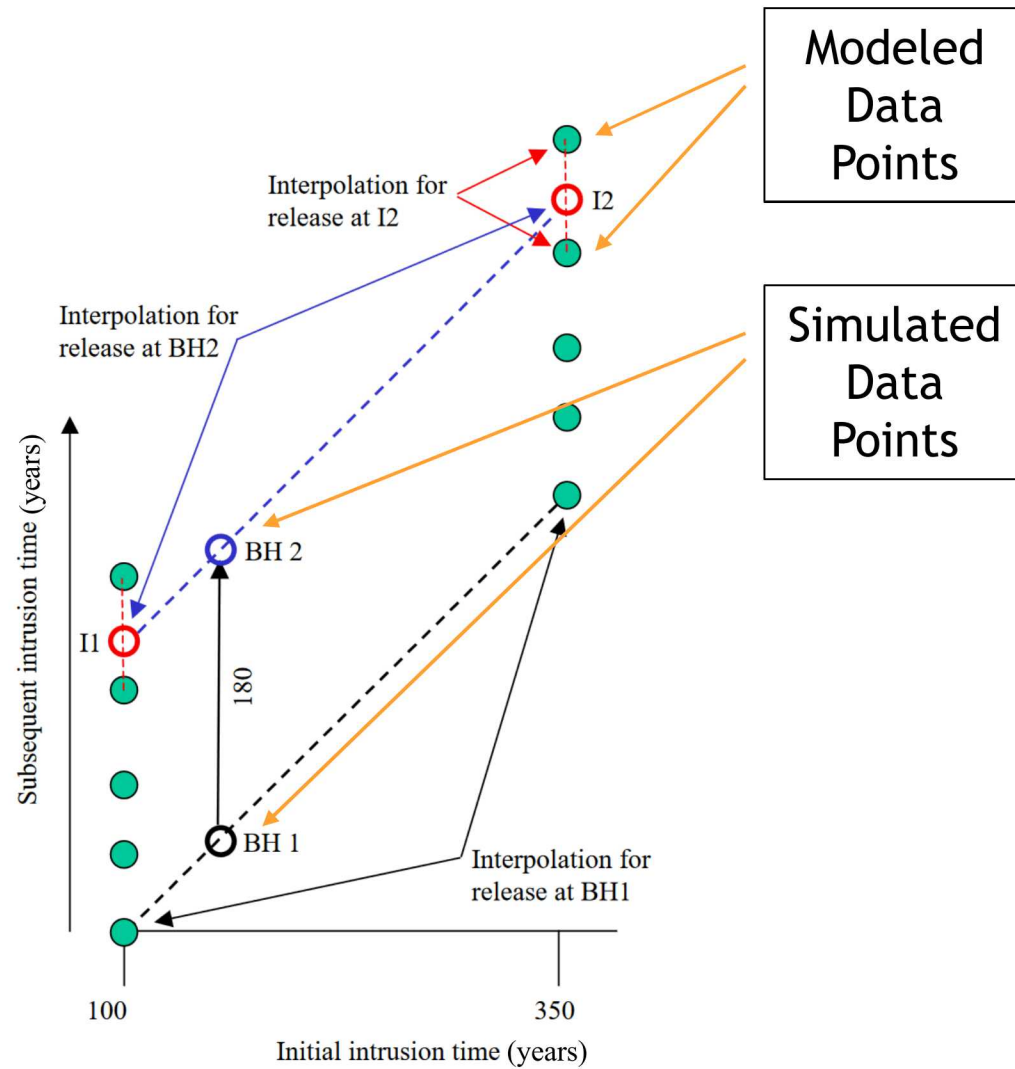 Modeled
Data
Points
Interpolation for
release at I2
I2
Interpolation for
release at BH2
Simulated
Data
Points
Subsequent intrusion time (years)
BH 2
I1
180
BH 1
Interpolation for
release at BH1
100
350
Initial intrusion time (years)